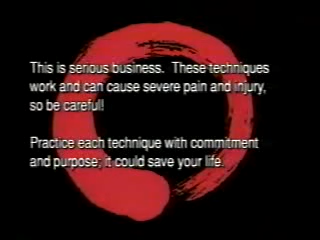 This is serious business.  These techniques
work and can cause severe pain and injury,
so be careful!
Practice each technique with commitment
and purpose; it could save your life.